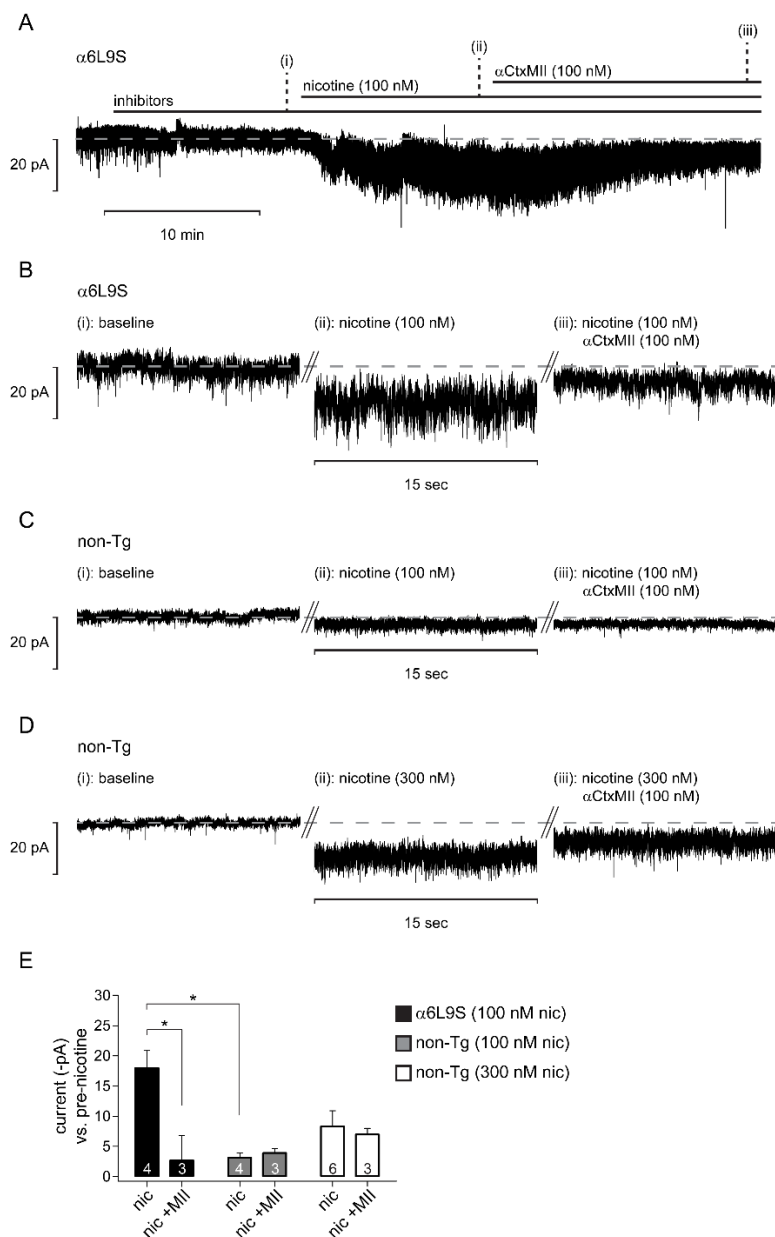 A
α6L9S
(i)
(ii)
(iii)
inhibitors
nicotine (100 nM)
αCtxMII (100 nM)
20 pA
10 min
B
α6L9S
(i): baseline
(ii): nicotine (100 nM)
(iii): nicotine (100 nM)
αCtxMII (100 nM)
20 pA
15 sec
C
non-Tg
(i): baseline
(ii): nicotine (100 nM)
(iii): nicotine (100 nM)
αCtxMII (100 nM)
20 pA
15 sec
D
non-Tg
(i): baseline
(ii): nicotine (300 nM)
(iii): nicotine (300 nM)
αCtxMII (100 nM)
20 pA
15 sec
E
current (-pA)
vs. pre-nicotine
30
25
20
15
10
5
0
*
*
4
3
4
3
6
3
nic
nic +MII
nic
nic +MII
nic
nic +MII
α6L9S (100 nM nic)
non-Tg (100 nM nic)
non-Tg (300 nM nic)